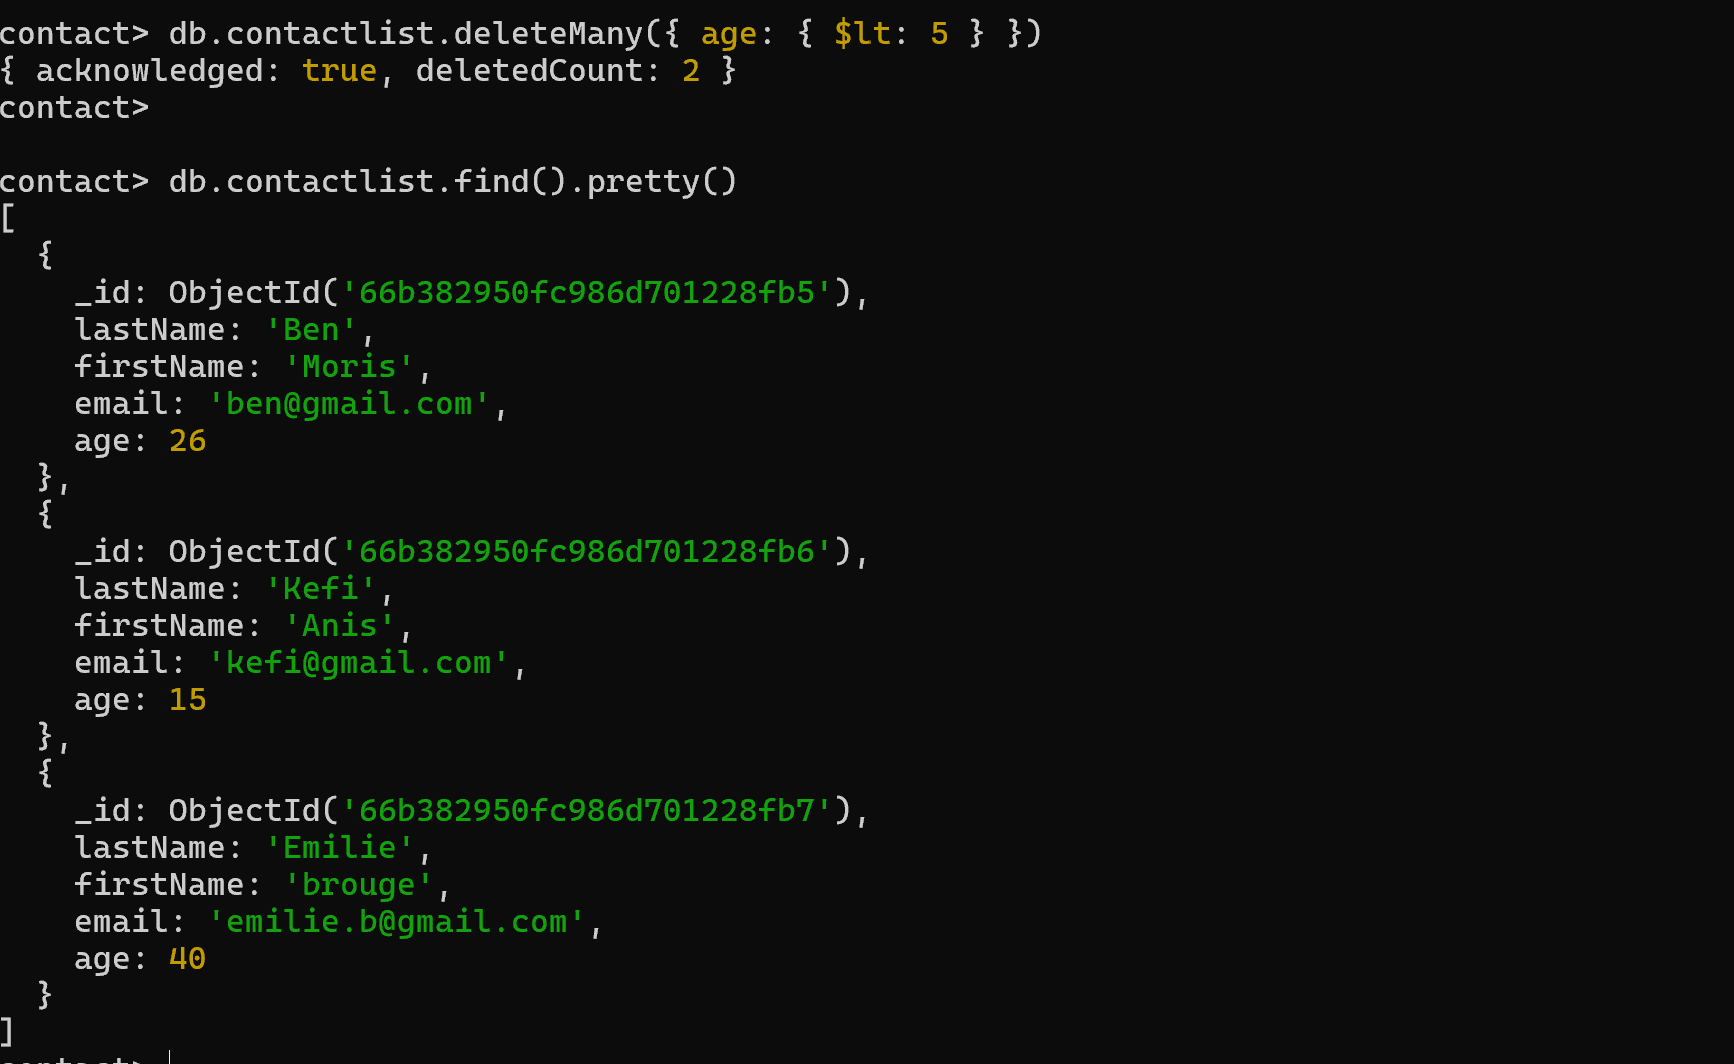 contact> db.contactlist.deleteMany({ age: { $lt: 5 } })
{ acknowledged: true, deletedCount: 2 }
contact>
contact> db.contactlist.find().pretty()
[
  {
    _id: ObjectId('66b382950fc986d701228fb5'),
    lastName: 'Ben',
    firstName: 'Moris',
    email: 'ben@gmail.com',
    age: 26
  },
  {
    _id: ObjectId('66b382950fc986d701228fb6'),
    lastName: 'Kefi',
    firstName: 'Anis',
    email: 'kefi@gmail.com',
    age: 15
  },
  {
    _id: ObjectId('66b382950fc986d701228fb7'),
    lastName: 'Emilie',
    firstName: 'brouge',
    email: 'emilie.b@gmail.com',
    age: 40
  }
]
contact>